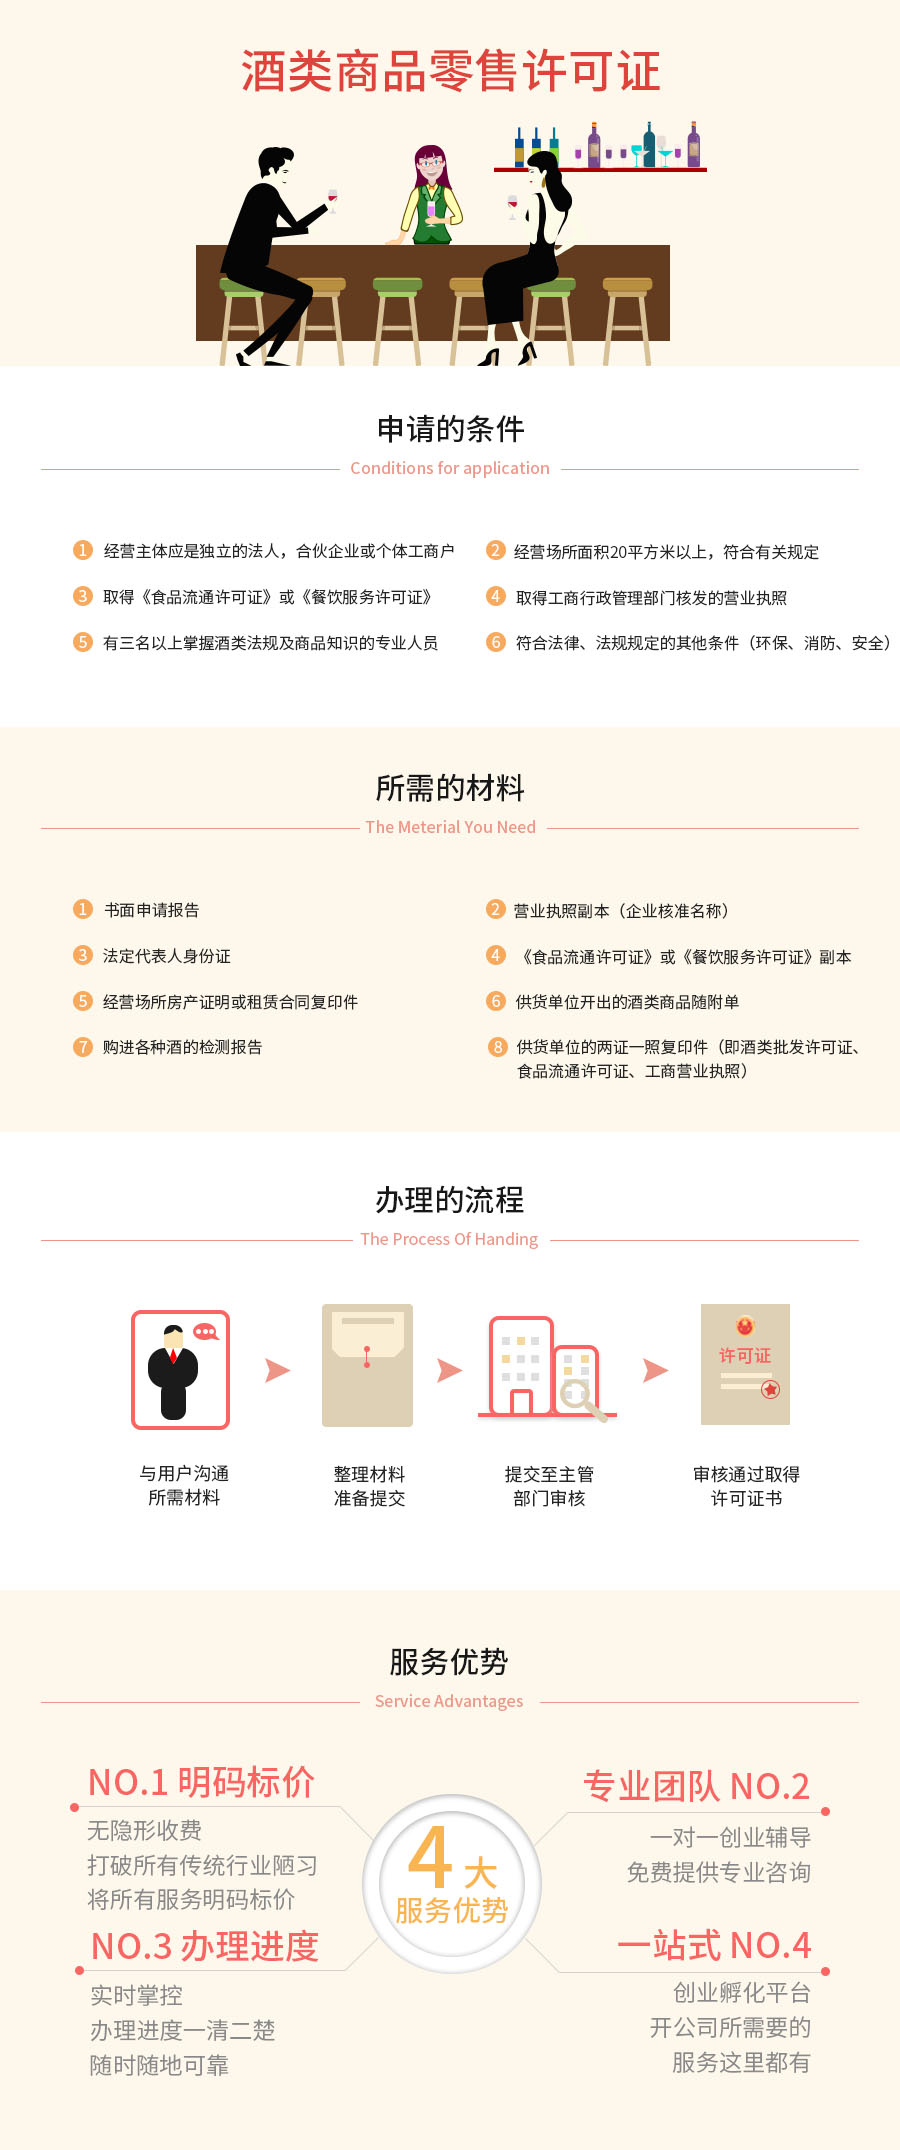 酒类商品零售许可证
申请的条件
Conditions for application
1 经营主体应是独立的法人，合伙企业或个体工商户
2 经营场所面积20平方米以上，符合有关规定
3 取得《食品流通许可证》或《餐饮服务许可证》
4 取得工商行政管理部门核发的营业执照
5 有三名以上掌握酒类法规及商品知识的专业人员
6 符合法律、法规规定的其他条件（环保、消防、安全）
所需的材料
The Meterial You Need
1 书面申请报告
2 营业执照副本（企业核准名称）
3 法定代表人身份证
4 《食品流通许可证》或《餐饮服务许可证》副本
5 经营场所房产证明或租赁合同复印件
6 供货单位开出的酒类商品随附单
7 购进各种酒的检测报告
8 供货单位的两证一照复印件（即酒类批发许可证、
食品流通许可证、工商营业执照）
办理的流程
The Process Of Handing
许可证
与用户沟通
所需材料
整理材料
准备提交
提交至主管
部门审核
审核通过取得
许可证书
服务优势
Service Advantages
NO.1 明码标价
无隐形收费
打破所有传统行业陋习
将所有服务明码标价
专业团队 NO.2
一对一创业辅导
免费提供专业咨询
4 大
服务优势
NO.3 办理进度
实时掌控
办理进度一清二楚
随时随地可靠
一站式 NO.4
创业孵化平台
开公司所需要的
服务这里都有